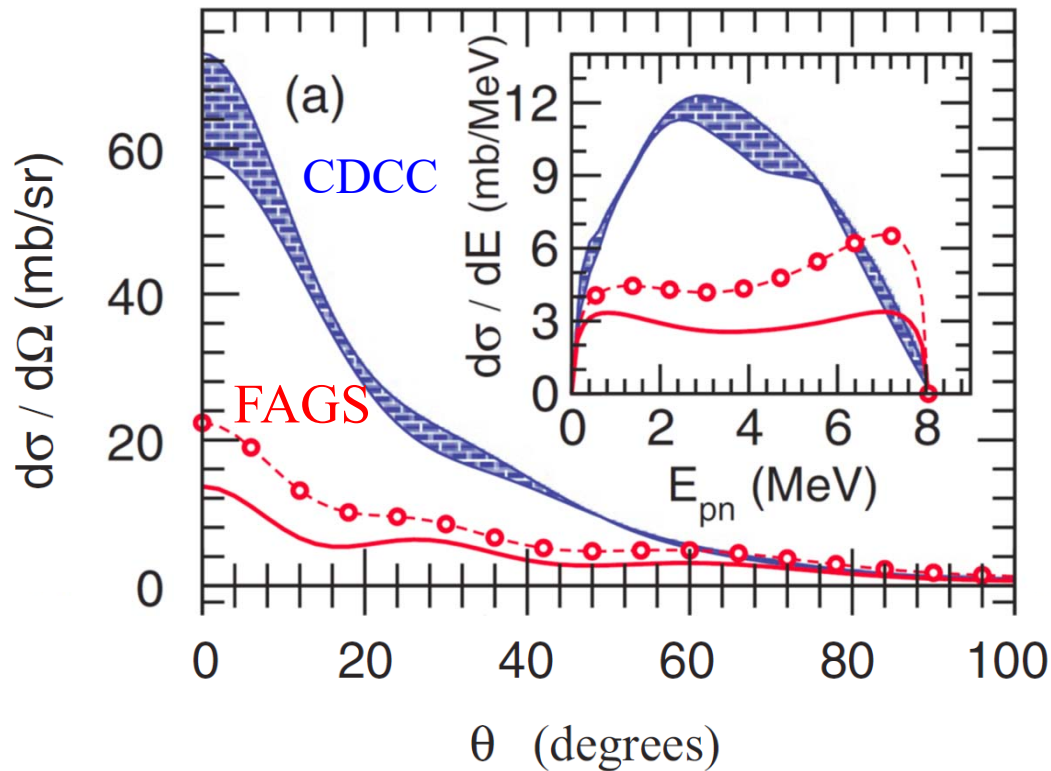 (a)
CDCC
FAGS
dσ / dΩ (mb/sr)
60
40
20
0
0 20 40 60 80 100
θ (degrees)
dσ / dE (mb/MeV)
12
9
6
3
0
0 2 4 6 8
E_pn (MeV)